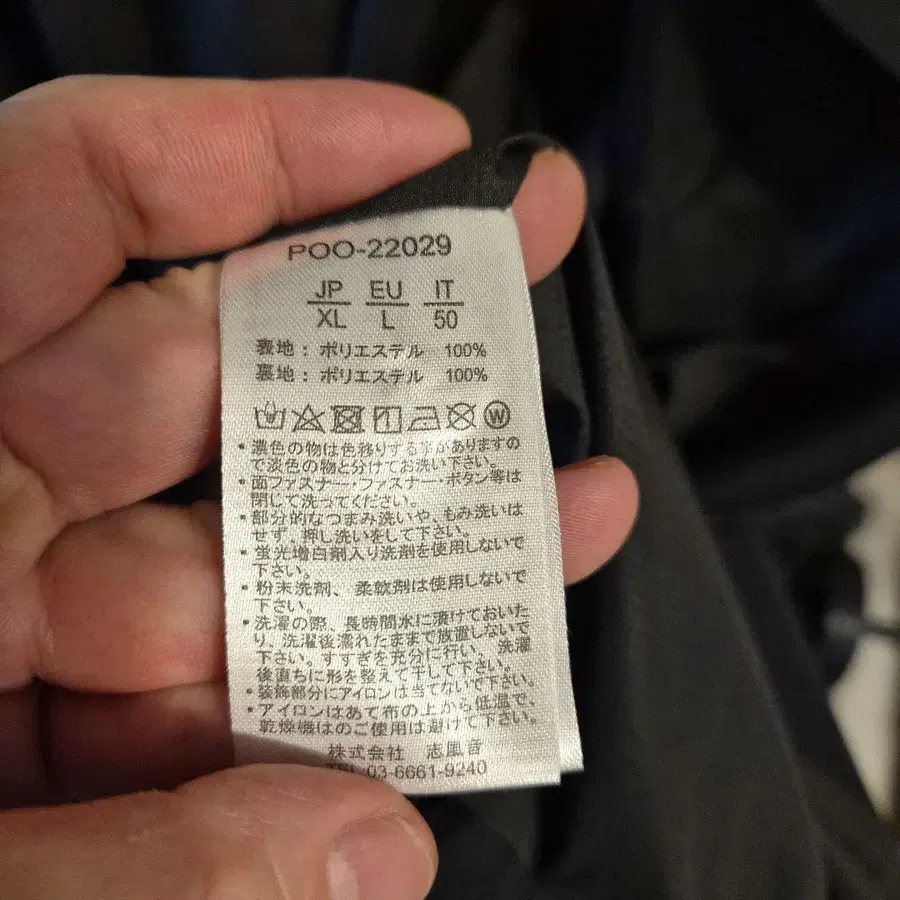 POO-22029
JP EU IT
XL L 50
表地：ポリエステル 100%
裏地：ポリエステル 100%
W
・濃色の物は色移りする事がありますの
で淡色の物と分けてお洗い下さい。
・面ファスナー・ファスナー・ボタン等は
閉じて洗ってください。
・部分的なつまみ洗いや、もみ洗いは
せず、押し洗いをして下さい。
・蛍光増白剤入り洗剤を使用しないで
下さい。
・粉末洗剤、柔軟剤は使用しないで
下さい。
・洗濯の際、長時間水に漬けておいた
り、洗濯後濡れたままで放置しないで
下さい。すすぎを充分に行い、洗濯
後直ちに形を整えて干して下さい。
・装飾部分にアイロンは当てないで下さい。
・アイロンはあて布の上から低温で、
乾燥機はのご使用は避けて下さい。
株式会社 志風音
TEL 03-6661-9240